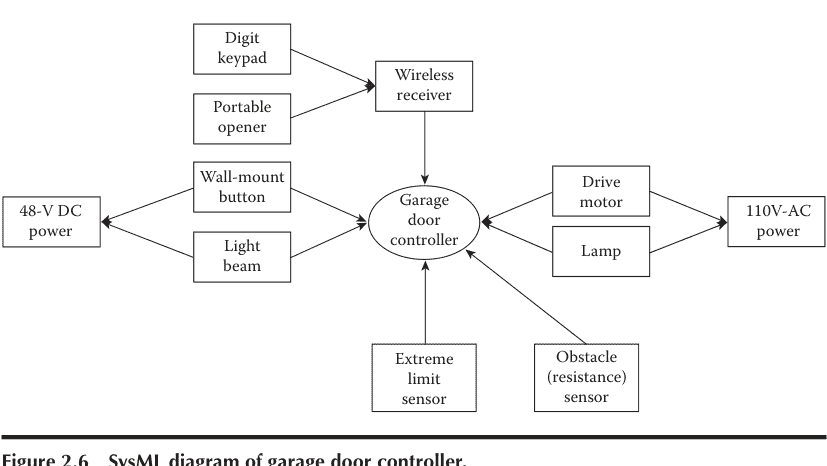 Digit
keypad
Wireless
receiver
Portable
opener
Wall-mount
button
48-V DC
power
Light
beam
Garage
door
controller
Drive
motor
Lamp
110V-AC
power
Extreme
limit
sensor
Obstacle
(resistance)
sensor
Figure 2.6 SysML diagram of garage door controller.